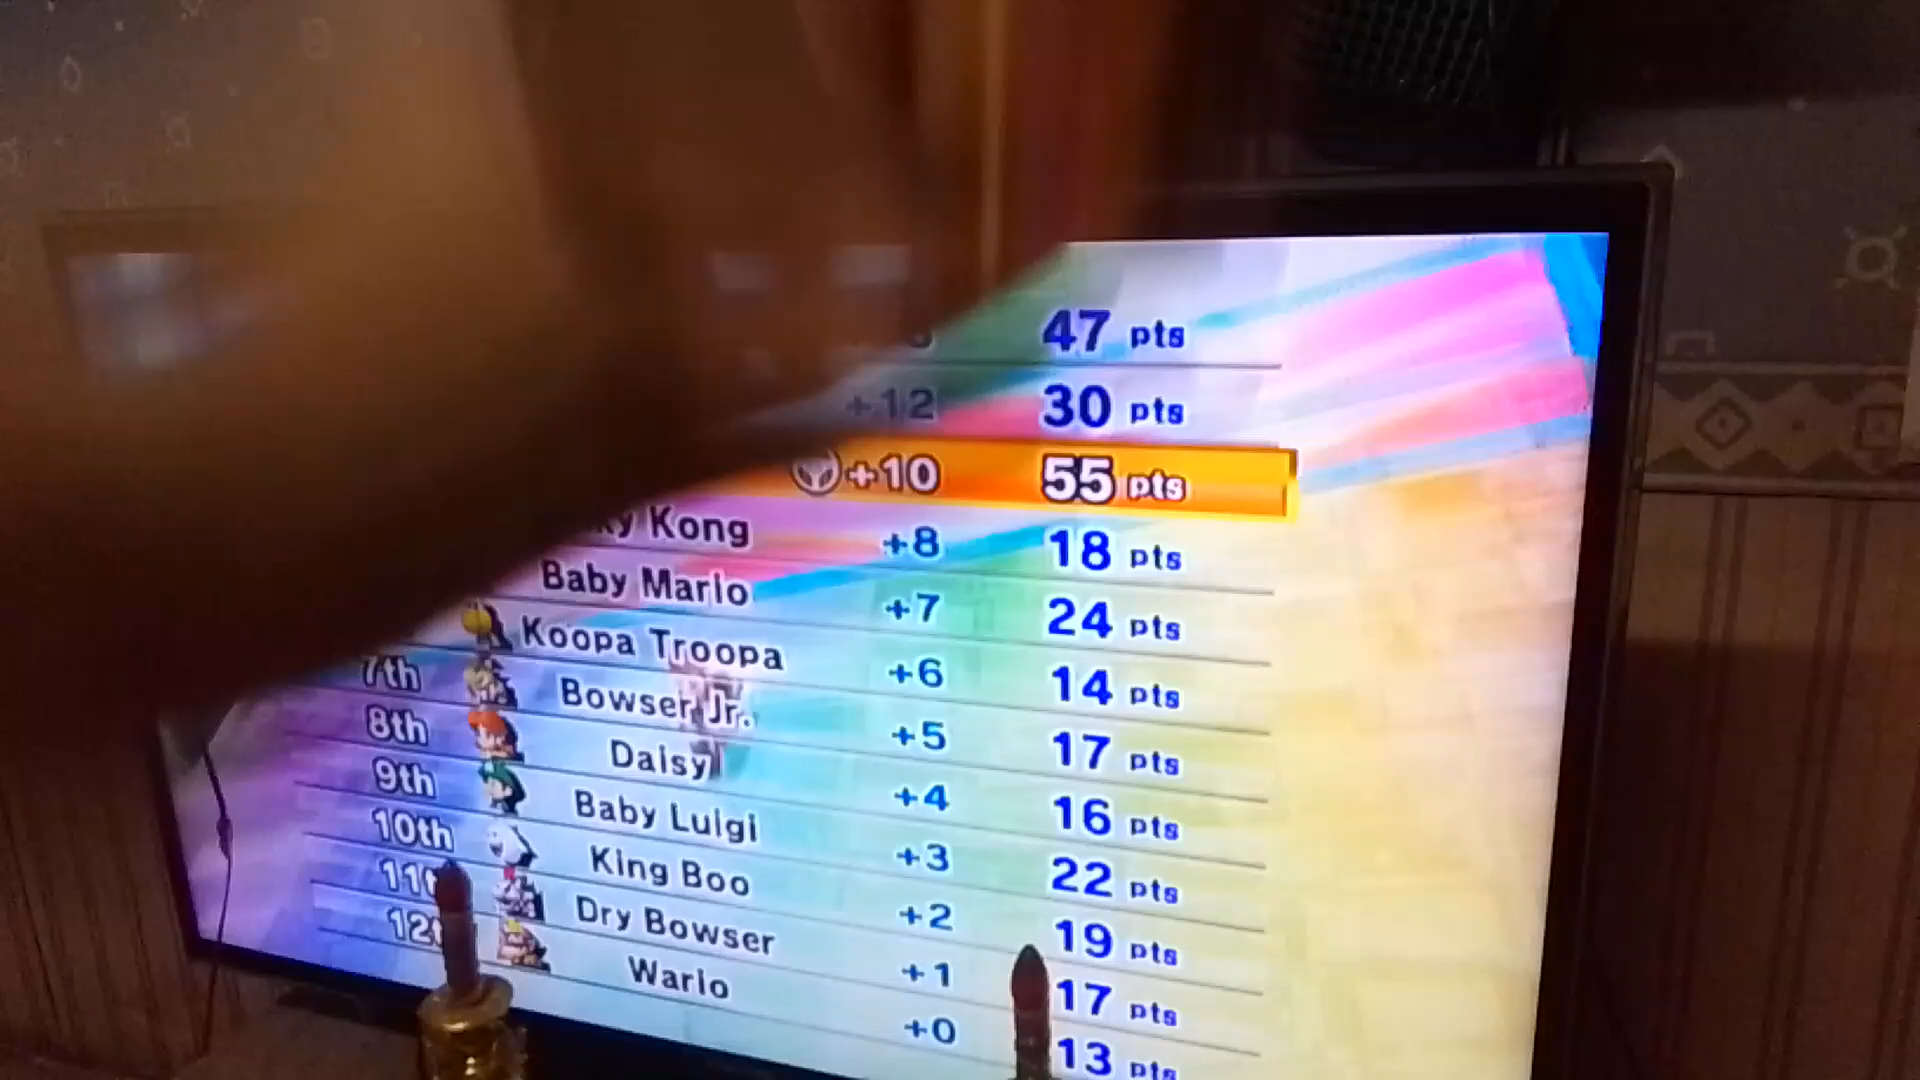 47 pts
+12 30 pts
+10 55 pts
Kong +8 18 pts
Baby Mario +7 24 pts
Koopa Troopa +6 14 pts
7th Bowser Jr. +5 17 pts
8th Daisy +4 16 pts
9th Baby Luigi +3 22 pts
10th King Boo +2 19 pts
Dry Bowser +1 17 pts
Wario +0 13 pts